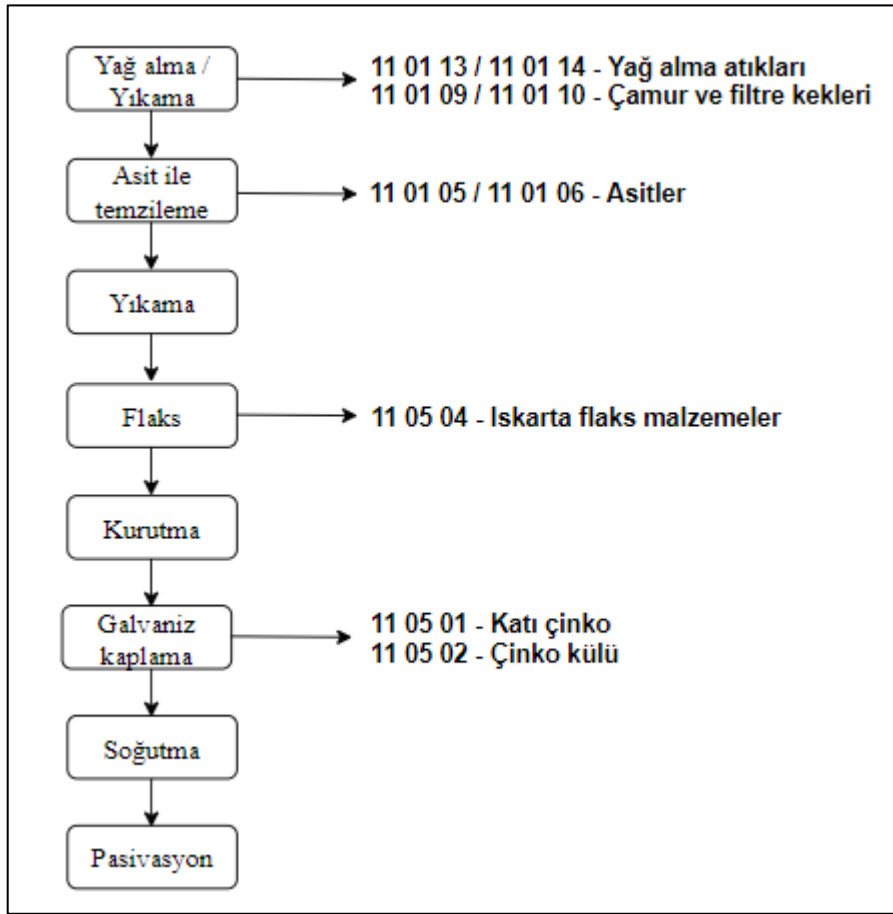 Yağ alma /
Yıkama
11 01 13 / 11 01 14 - Yağ alma atıkları
11 01 09 / 11 01 10 - Çamur ve filtre kekleri
Asit ile
temzileme
11 01 05 / 11 01 06 - Asitler
Yıkama
Flaks
11 05 04 - Iskarta flaks malzemeler
Kurutma
Galvaniz
kaplama
11 05 01 - Katı çinko
11 05 02 - Çinko külü
Soğutma
Pasivasyon